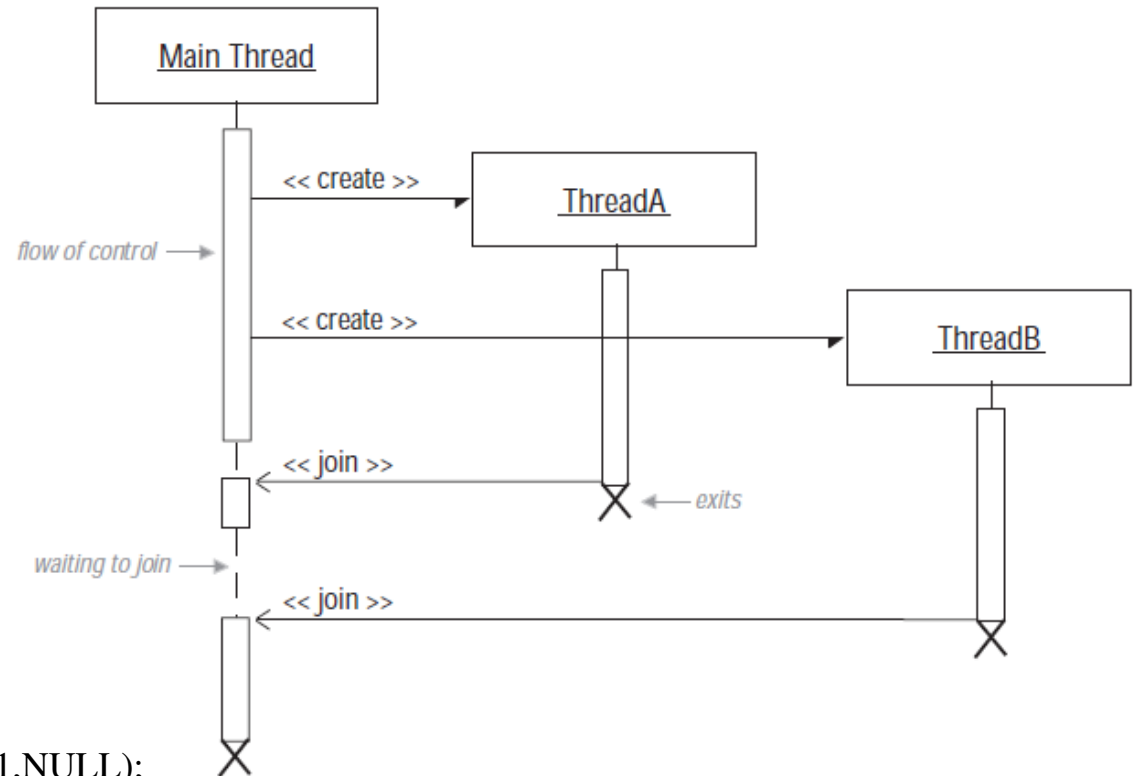 Main Thread
<< create >>
ThreadA
flow of control
<< create >>
ThreadB
<< join >>
exits
waiting to join
<< join >>
1,NULL);